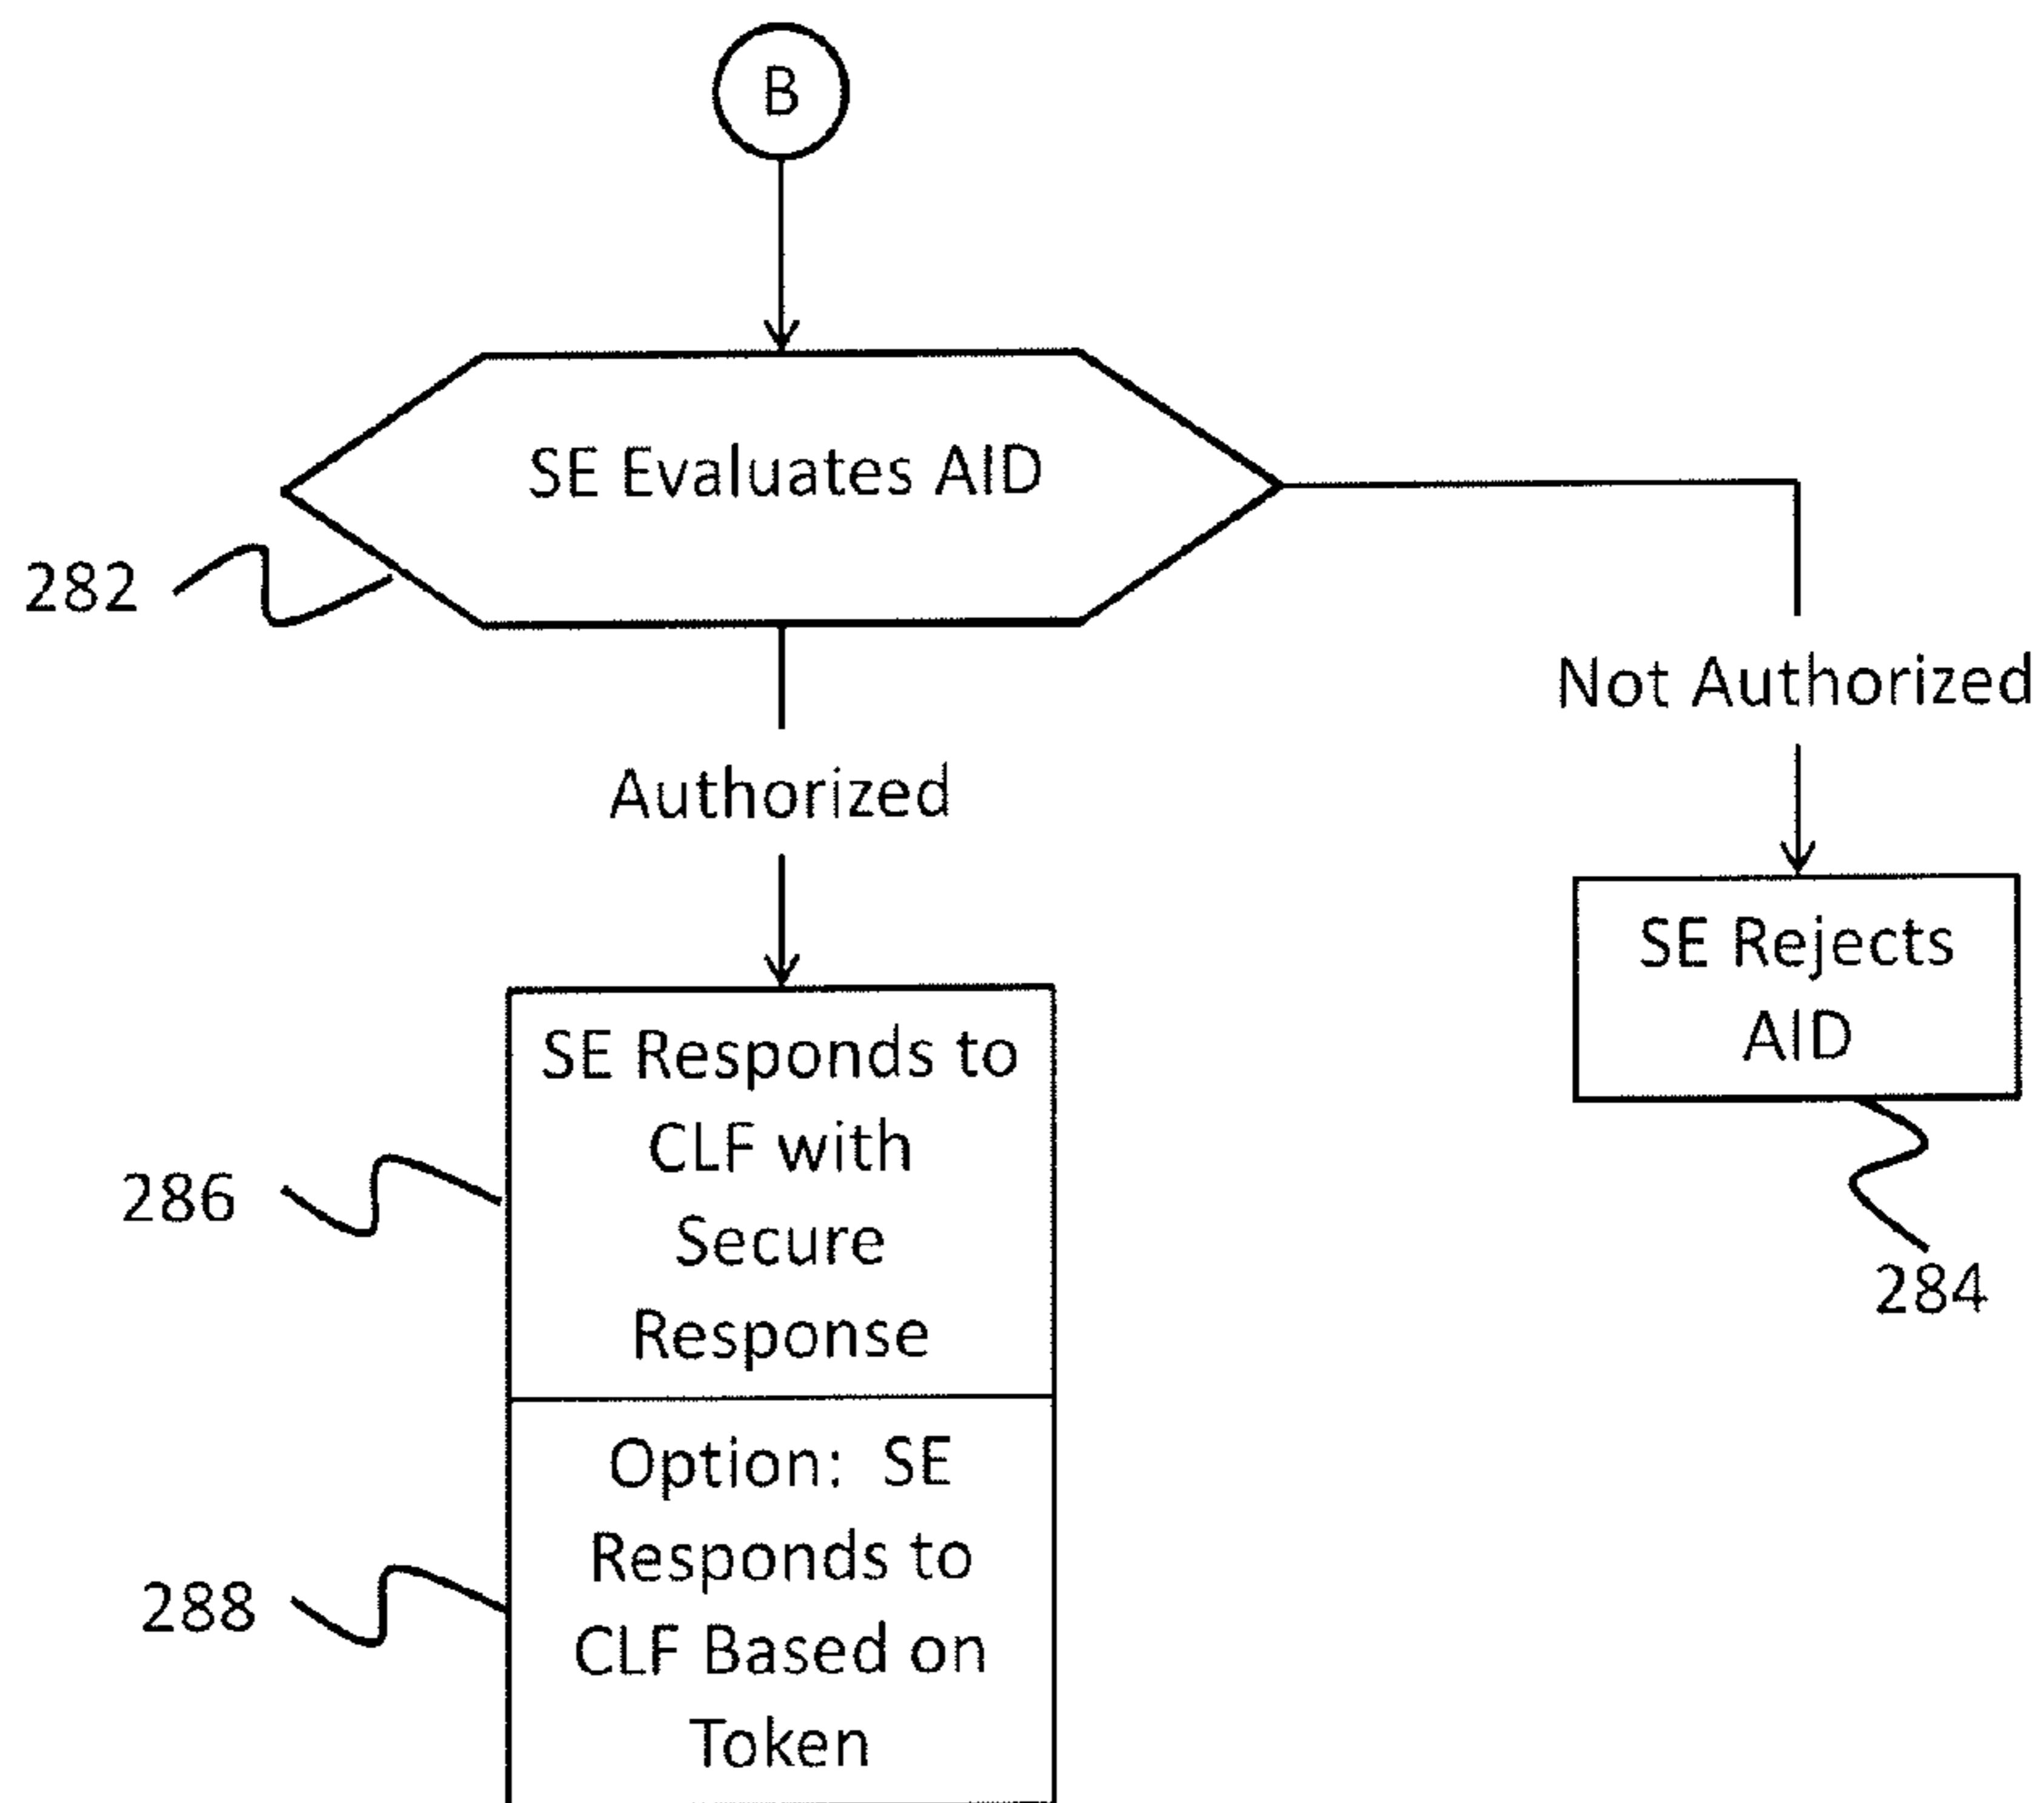 B
SE Evaluates AID
282
Not Authorized
Authorized
SE Rejects
AID
SE Responds to
CLF with
Secure
Response
286
284
Option: SE
Responds to
CLF Based on
Token
288